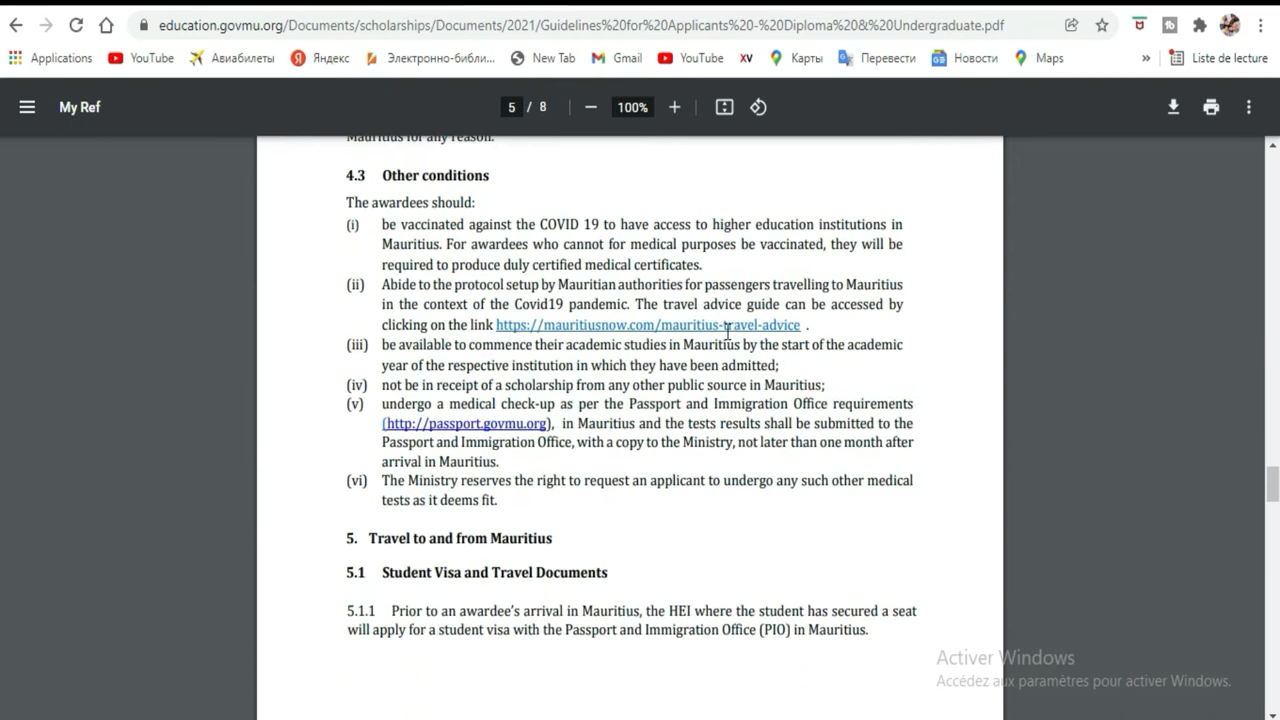 education.govmu.org/Documents/scholarships/Documents/2021/Guidelines%20for%20Applicants%20-%20Diploma%20&%20Undergraduate.pdf
Applications YouTube Авиабилеты Яндекс Электронно-библи... New Tab Gmail YouTube XV Карты Перевести Новости Maps » Liste de lecture
My Ref 5 / 8 100%
Mauritius for any reason.
4.3 Other conditions
The awardees should:
(i) be vaccinated against the COVID 19 to have access to higher education institutions in
Mauritius. For awardees who cannot for medical purposes be vaccinated, they will be
required to produce duly certified medical certificates.
(ii) Abide to the protocol setup by Mauritian authorities for passengers travelling to Mauritius
in the context of the Covid19 pandemic. The travel advice guide can be accessed by
clicking on the link https://mauritiusnow.com/mauritius-travel-advice .
(iii) be available to commence their academic studies in Mauritius by the start of the academic
year of the respective institution in which they have been admitted;
(iv) not be in receipt of a scholarship from any other public source in Mauritius;
(v) undergo a medical check-up as per the Passport and Immigration Office requirements
(http://passport.govmu.org), in Mauritius and the tests results shall be submitted to the
Passport and Immigration Office, with a copy to the Ministry, not later than one month after
arrival in Mauritius.
(vi) The Ministry reserves the right to request an applicant to undergo any such other medical
tests as it deems fit.
5. Travel to and from Mauritius
5.1 Student Visa and Travel Documents
5.1.1 Prior to an awardee's arrival in Mauritius, the HEI where the student has secured a seat
will apply for a student visa with the Passport and Immigration Office (PIO) in Mauritius.
Activer Windows
Accédez aux paramètres pour activer Windows.